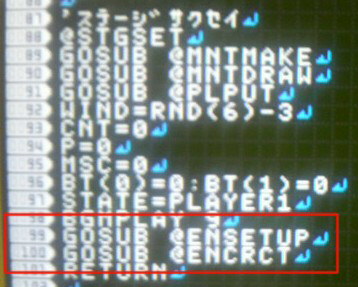 87 'ステージサクセイ
88 @STGSET
89 GOSUB @MNTMAKE
90 GOSUB @MNTDRAW
91 GOSUB @PLPUT
92 WIND=RND(6)-3
93 CNT=0
94 P=0
95 MSC=0
96 BT(0)=0:BT(1)=0
97 STATE=PLAYER1
98 BGMPLAY
99 GOSUB @ENSETUP
100 GOSUB @ENCRCT
101 RETURN